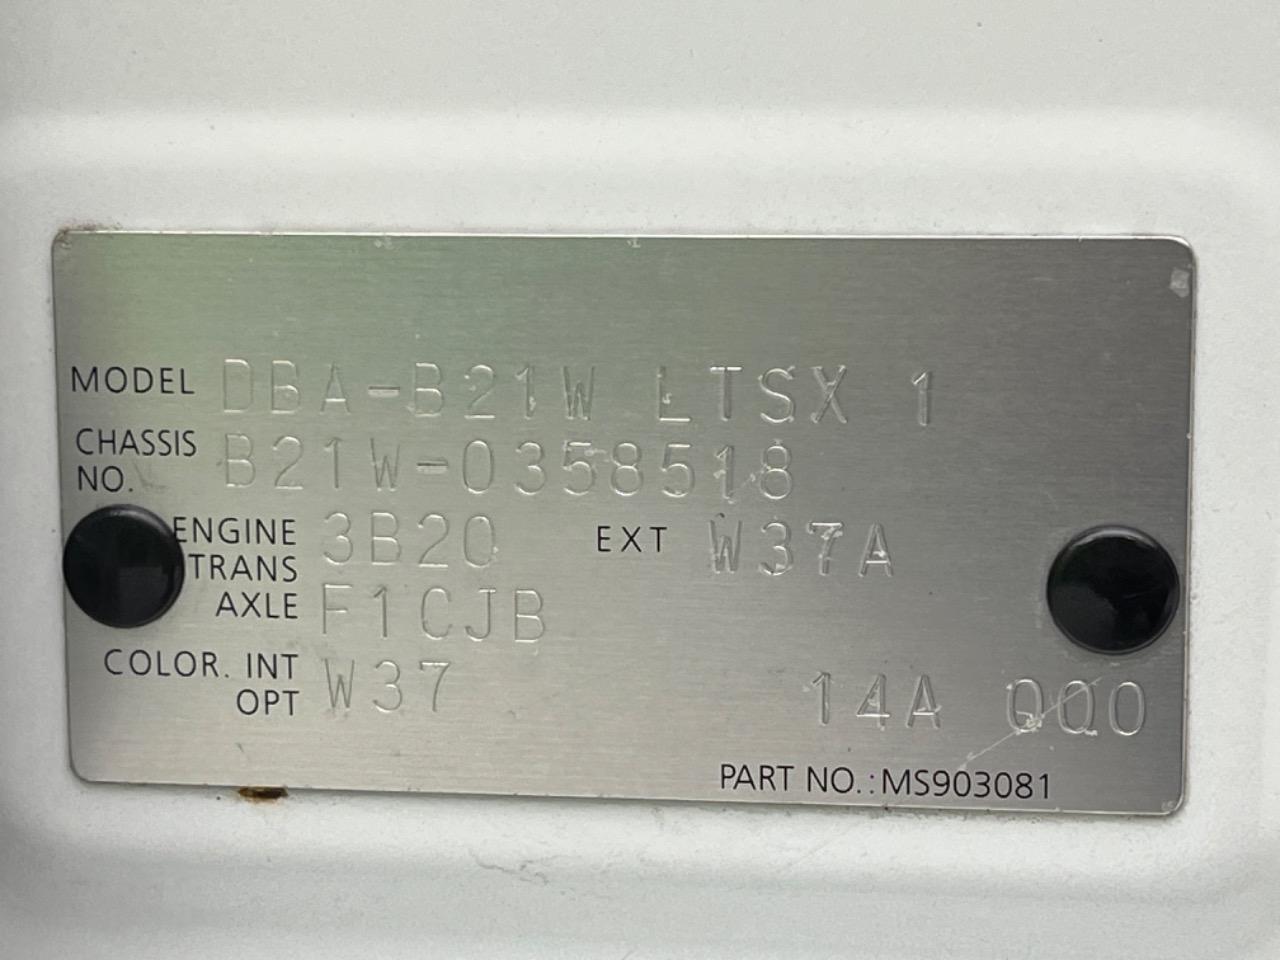 MODEL DBA-B21W LTSX 1
CHASSIS
NO. B21W-0358518
ENGINE 3B20 EXT W37A
TRANS
AXLE F1CJB
COLOR. INT
OPT W37 14A 000
PART NO.:MS903081